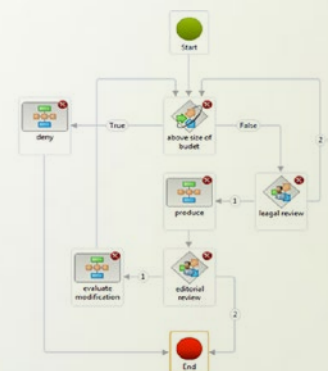 Start
deny
True
above size of
budet
False
2
produce
1
leagal review
evaluate
modification
1
editorial
review
2
End